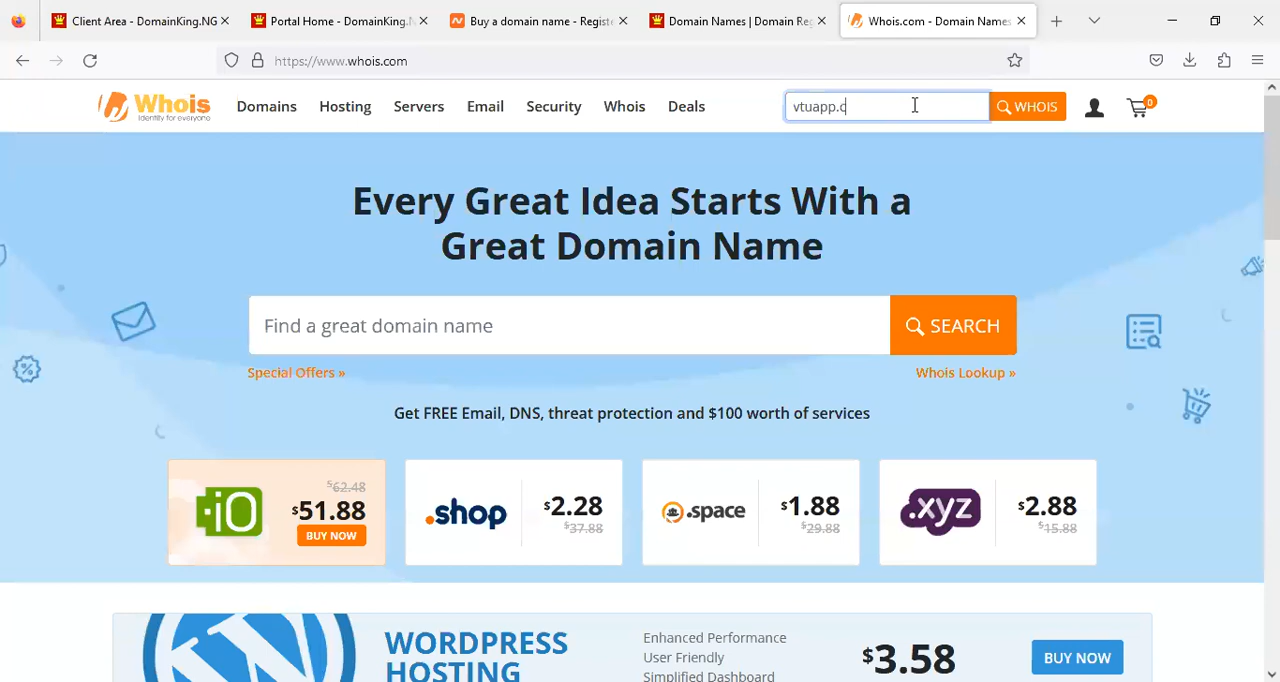 Client Area - DomainKing.NG
Portal Home - DomainKing.N
Buy a domain name - Registe
Domain Names | Domain Reg
Whois.com - Domain Names
https://www.whois.com
Whois
Identity for everyone
Domains
Hosting
Servers
Email
Security
Whois
Deals
vtuapp.c
WHOIS
0
Every Great Idea Starts With a
Great Domain Name
Find a great domain name
SEARCH
Special Offers »
Whois Lookup »
Get FREE Email, DNS, threat protection and $100 worth of services
.iO
$62.48
$51.88
BUY NOW
.shop
$2.28
$37.88
.space
$1.88
$29.88
.xyz
$2.88
$15.88
WORDPRESS
HOSTING
Enhanced Performance
User Friendly
Simplified Dashboard
$3.58
BUY NOW